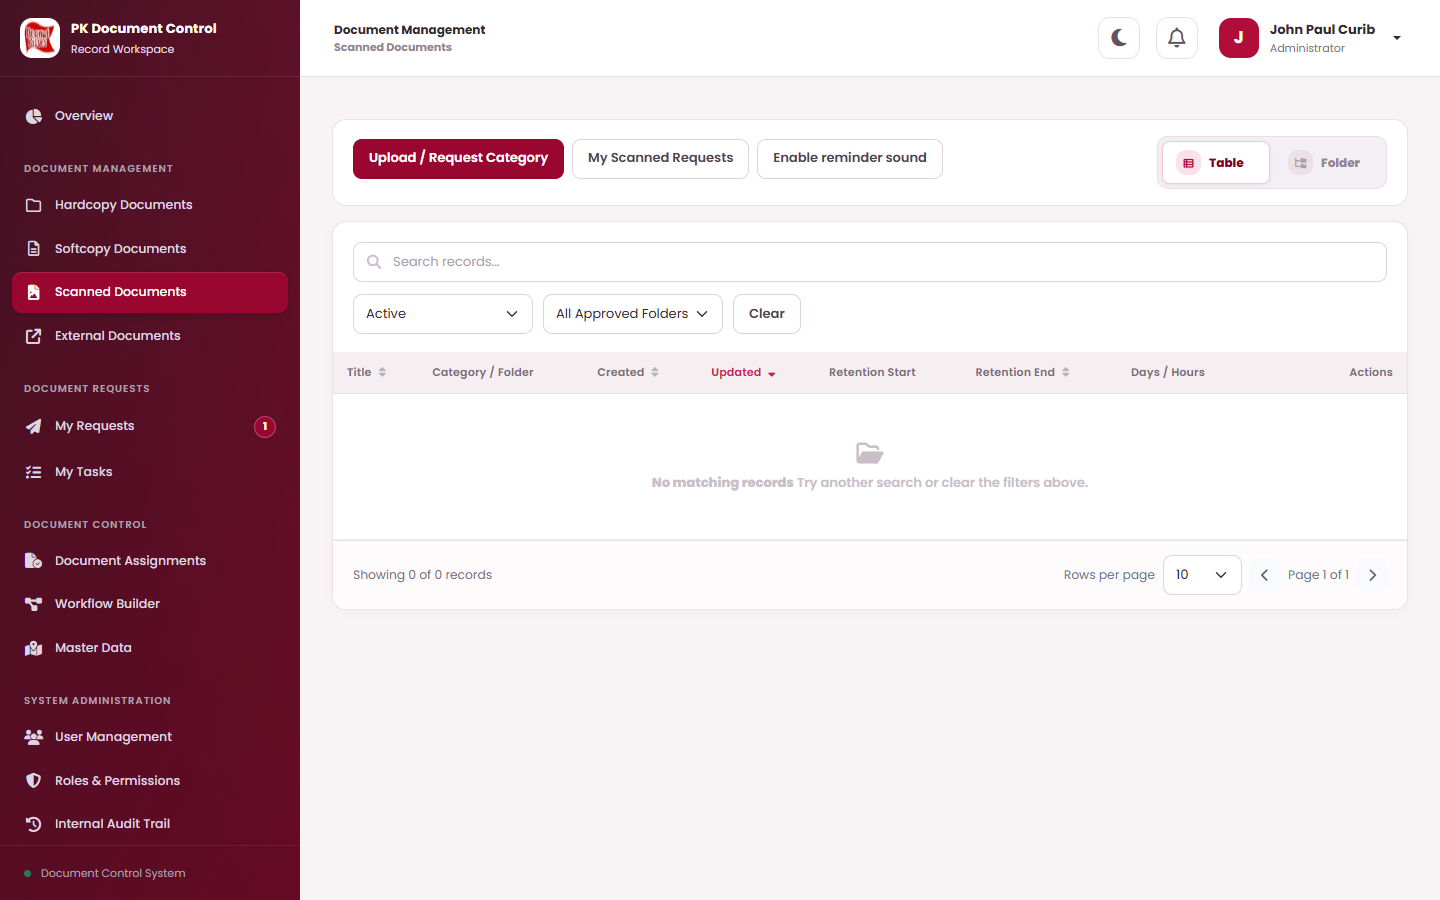 PK Document Control
Record Workspace
Overview
DOCUMENT MANAGEMENT
Hardcopy Documents
Softcopy Documents
Scanned Documents
External Documents
DOCUMENT REQUESTS
My Requests
1
My Tasks
DOCUMENT CONTROL
Document Assignments
Workflow Builder
Master Data
SYSTEM ADMINISTRATION
User Management
Roles & Permissions
Internal Audit Trail
Document Control System
Document Management
Scanned Documents
J
John Paul Curib
Administrator
Upload / Request Category
My Scanned Requests
Enable reminder sound
Table
Folder
Search records...
Active
All Approved Folders
Clear
Title
Category / Folder
Created
Updated
Retention Start
Retention End
Days / Hours
Actions
No matching records Try another search or clear the filters above.
Showing 0 of 0 records
Rows per page
10
Page 1 of 1